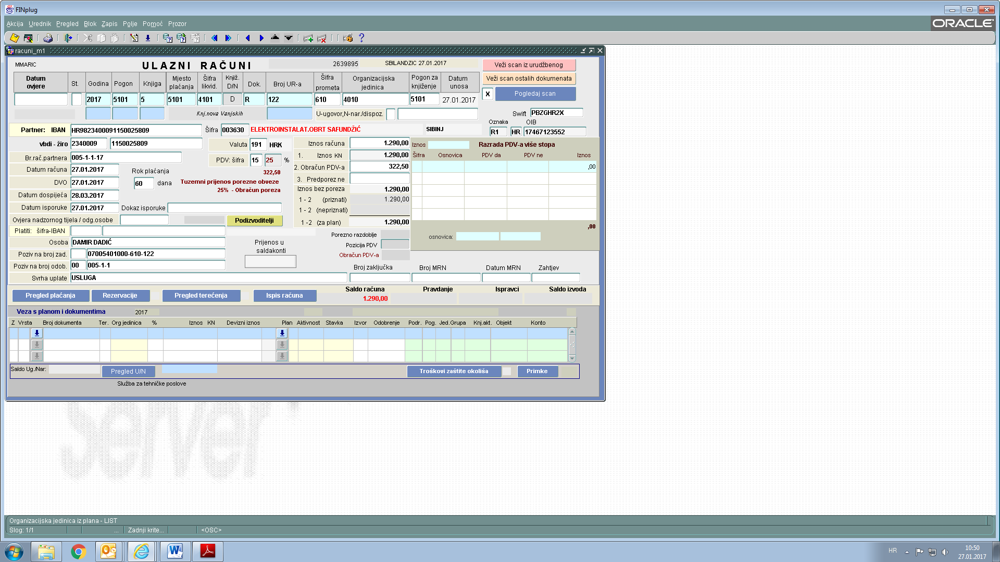 FINplug
Akcija Urednik Pregled Blok Zapis Polje Pomoć Prozor
ORACLE
racuni_m1
MMARIC
ULAZNI RAČUNI
2639895
SBILANDZIC 27.01.2017
Veži scan iz urudžbenog
Datum ovjere
St.
Godina
Pogon
Knjiga
Mjesto plaćanja
Šifra likvid.
Knjiž. D/N
Dok.
Broj UR-a
Šifra prometa
Organizacijska jedinica
Pogon za knjiženje
Datum unosa
Veži scan ostalih dokumenata
2017 5101 5 5101 4101 D R 122 610 4010 5101 27.01.2017
X Pogledaj scan
Knj.nova Vanjskih
U-ugovor,N-nar./dispoz.
Swift PBZGHR2X
Oznaka OIB
Partner: IBAN HR9823400091150025809 Šifra 003630 ELEKTROINSTALAT.OBRT SAFUNDŽIĆ SIBINJ
R1 HR 17467123552
vbdi - žiro 2340009 1150025809
Valuta 191 HRK
Iznos računa 1.290,00
Iznos Razrada PDV-a više stopa
Br.rač.partnera 005-1-1-17
PDV: šifra 15 25 %
1. Iznos KN 1.290,00
Šifra Osnovica PDV da PDV ne Iznos
Datum računa 27.01.2017
Rok plaćanja
322,50
2. Obračun PDV-a 322,50
,00
DVO 27.01.2017
60 dana
Tuzemni prijenos porezne obveze
3. Predporez ne
25% - Obračun poreza
Iznos bez poreza 1.290,00
Datum dospijeća 28.03.2017
1 - 2 (priznati) 1.290,00
Datum isporuke 27.01.2017 Dokaz isporuke
1 - 2 (nepriznati)
Ovjera nadzornog tijela / odg.osobe
Podizvoditelji
1 -2 (za plan) 1.290,00
,00
Platiti: šifra-IBAN
Porezno razdoblje
osnovica:
Osoba DAMIR DADIĆ
Prijenos u saldakonti
Pozicija PDV
Poziv na broj zad. 07005401000-610-122
Obračun PDV-a
Poziv na broj odob. 00 005-1-1
Broj zaključka Broj MRN Datum MRN Zahtjev
Svrha uplate USLUGA
Saldo računa Pravdanje Ispravci Saldo izvoda
Pregled plaćanja Rezervacije Pregled terećenja Ispis računa
1.290,00
Veza s planom i dokumentima 2017
Z Vrsta Broj dokumenta Ter. Org jedinica % Iznos KN Devizni iznos Plan Aktivnost Stavka Izvor Odobrenje Podr. Pog. Jed. Grupa Knj.akt. Objekt Konto
Saldo Ug./Nar: Pregled U/N Troškovi zaštite okoliša Primke
Služba za tehničke poslove
Server
Organizacijska jedinica iz plana - LIST
Slog: 1/1 ... Zadnji krite... <OSC>
HR
10:50
27.01.2017